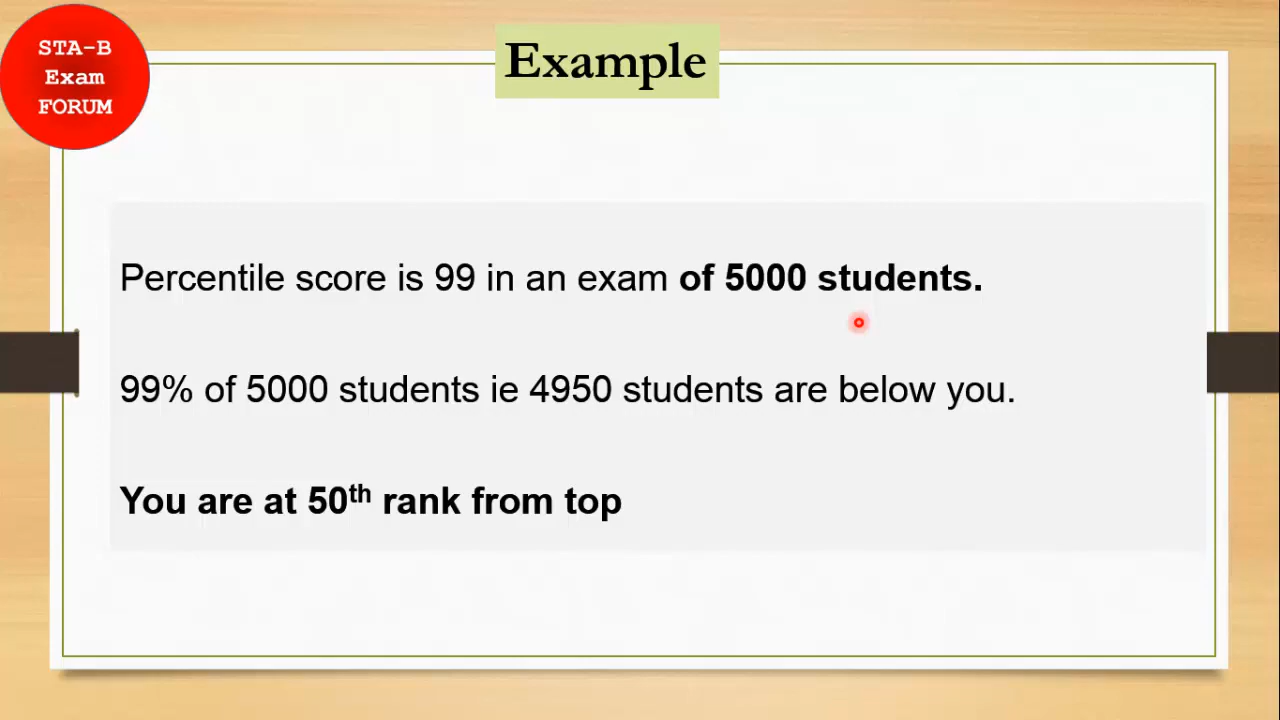 STA-B
Exam
FORUM
Example
Percentile score is 99 in an exam of 5000 students.
99% of 5000 students ie 4950 students are below you.
You are at 50th rank from top